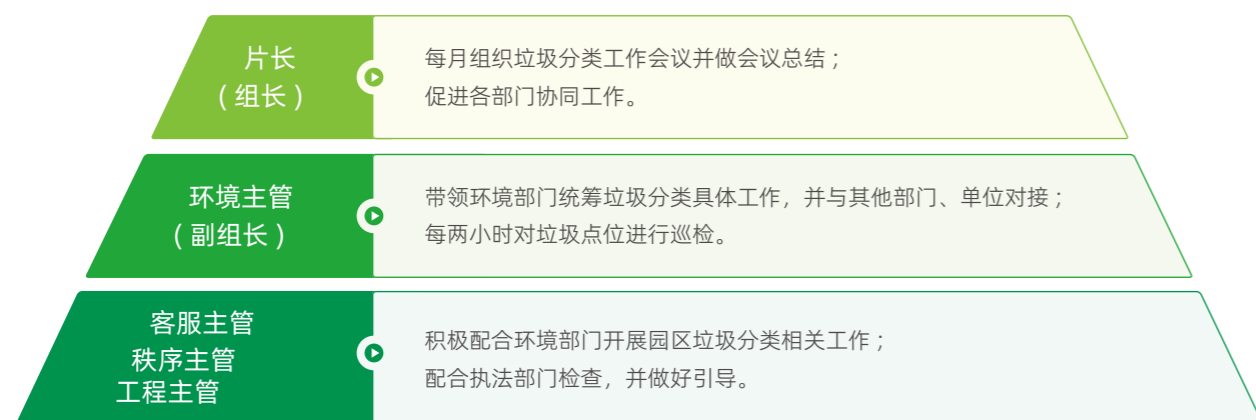 片长
(组长)
每月组织垃圾分类工作会议并做会议总结；
促进各部门协同工作。
环境主管
(副组长)
带领环境部门统筹垃圾分类具体工作，并与其他部门、单位对接；
每两小时对垃圾点位进行巡检。
客服主管
秩序主管
工程主管
积极配合环境部门开展园区垃圾分类相关工作；
配合执法部门检查，并做好引导。